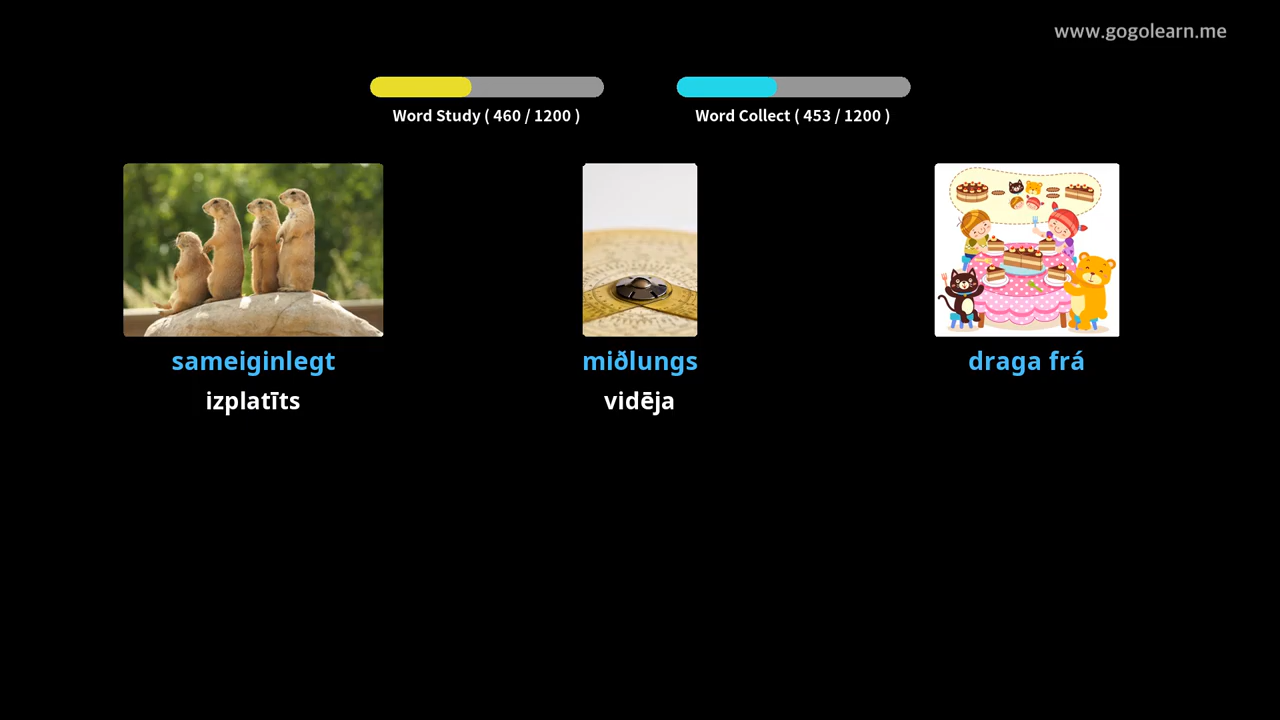 www.gogolearn.me
Word Study ( 460 / 1200 )
Word Collect ( 453 / 1200 )
sameiginlegt
miðlungs
draga frá
izplatīts
vidēja